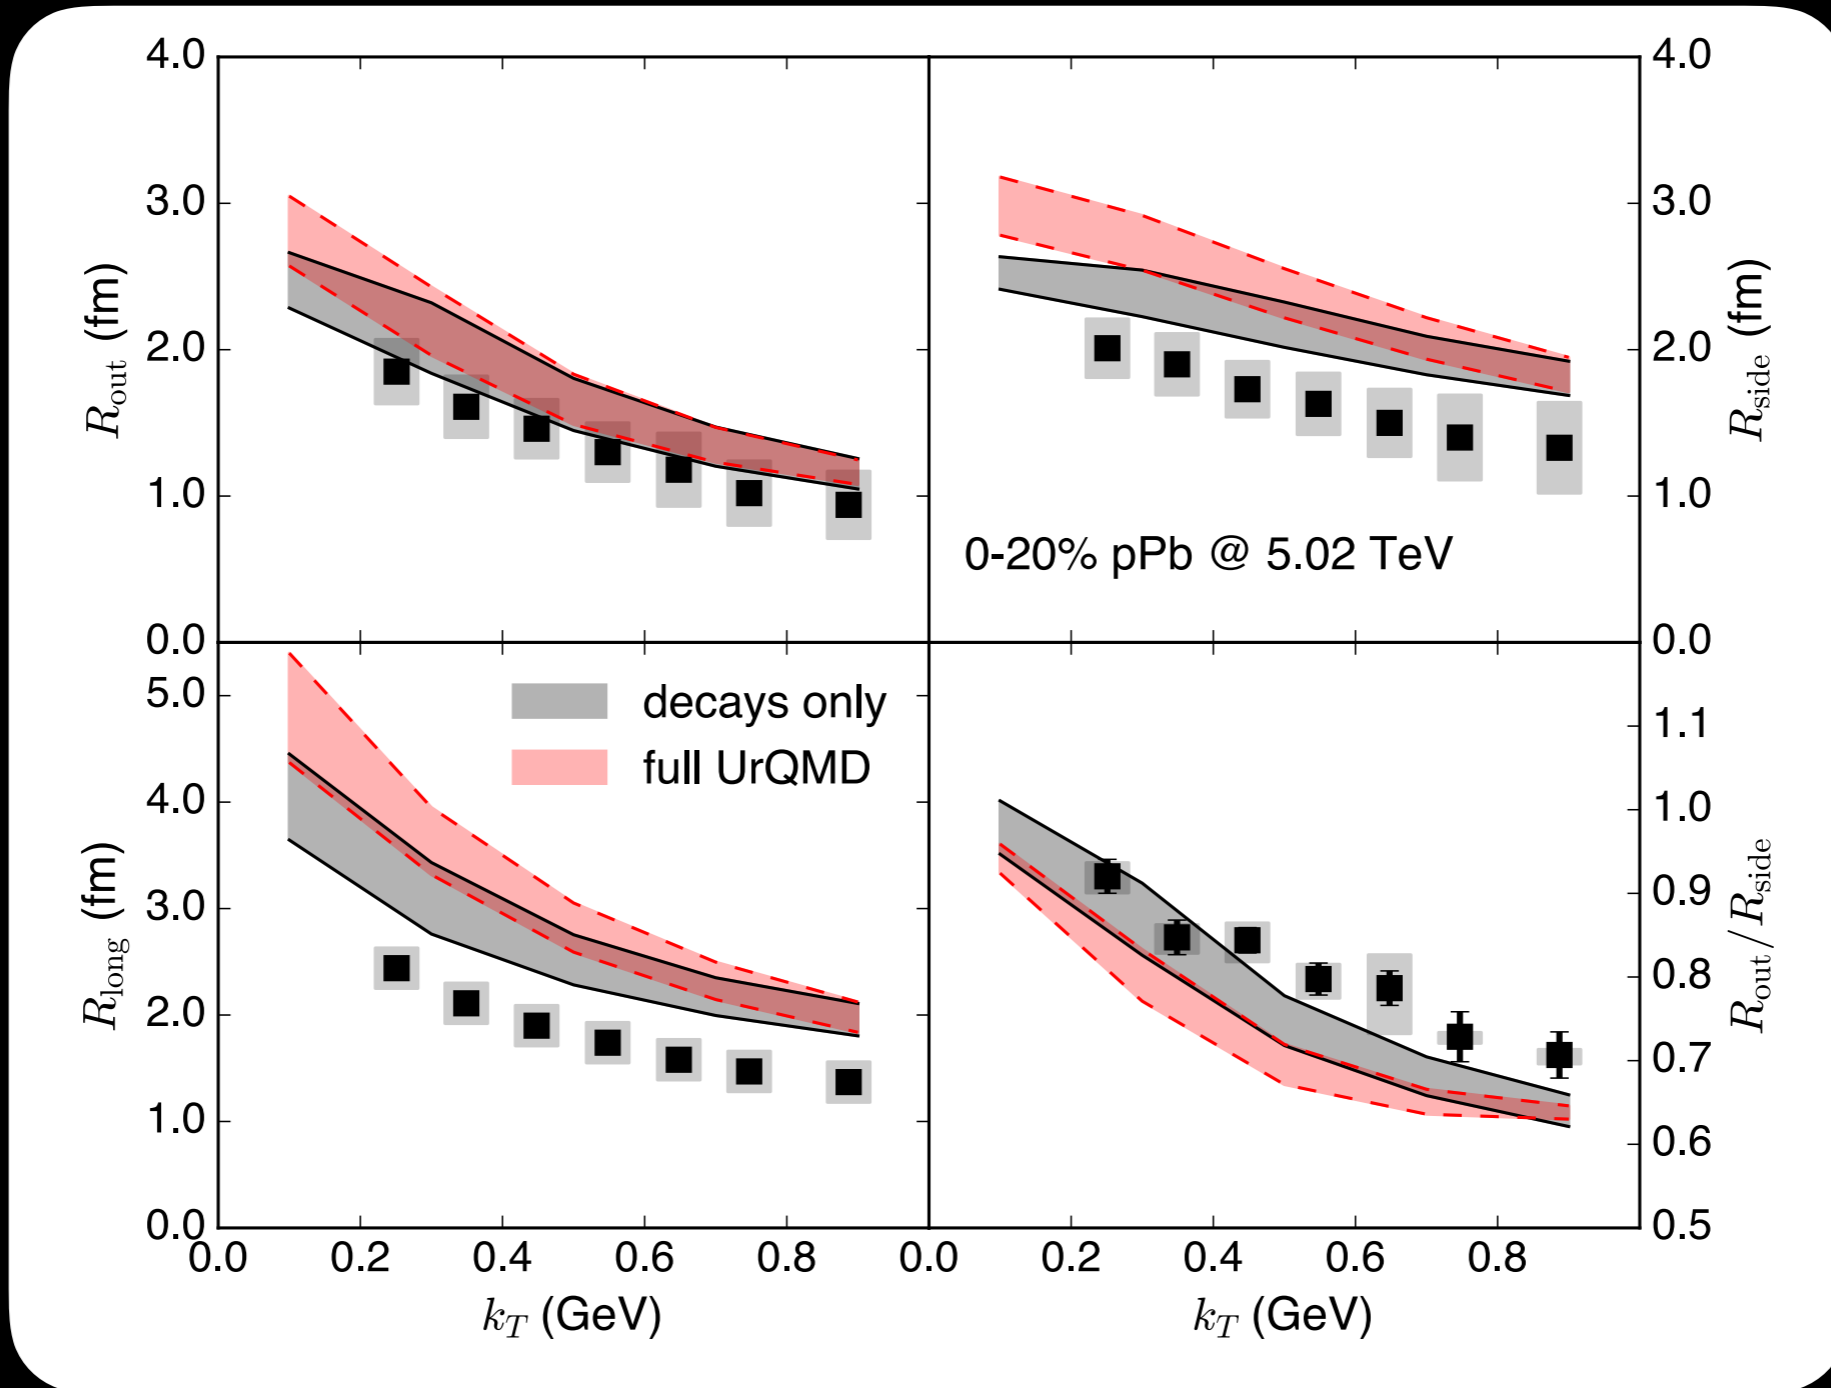 4.0
3.0
2.0
1.0
0.0
R_out (fm)
4.0
3.0
2.0
1.0
0.0
R_side (fm)
0-20% pPb @ 5.02 TeV
5.0
4.0
3.0
2.0
1.0
0.0
R_long (fm)
decays only
full UrQMD
1.1
1.0
0.9
0.8
0.7
0.6
0.5
R_out/R_side
0.0 0.2 0.4 0.6 0.8 0.0 0.2 0.4 0.6 0.8
k_T (GeV)
k_T (GeV)